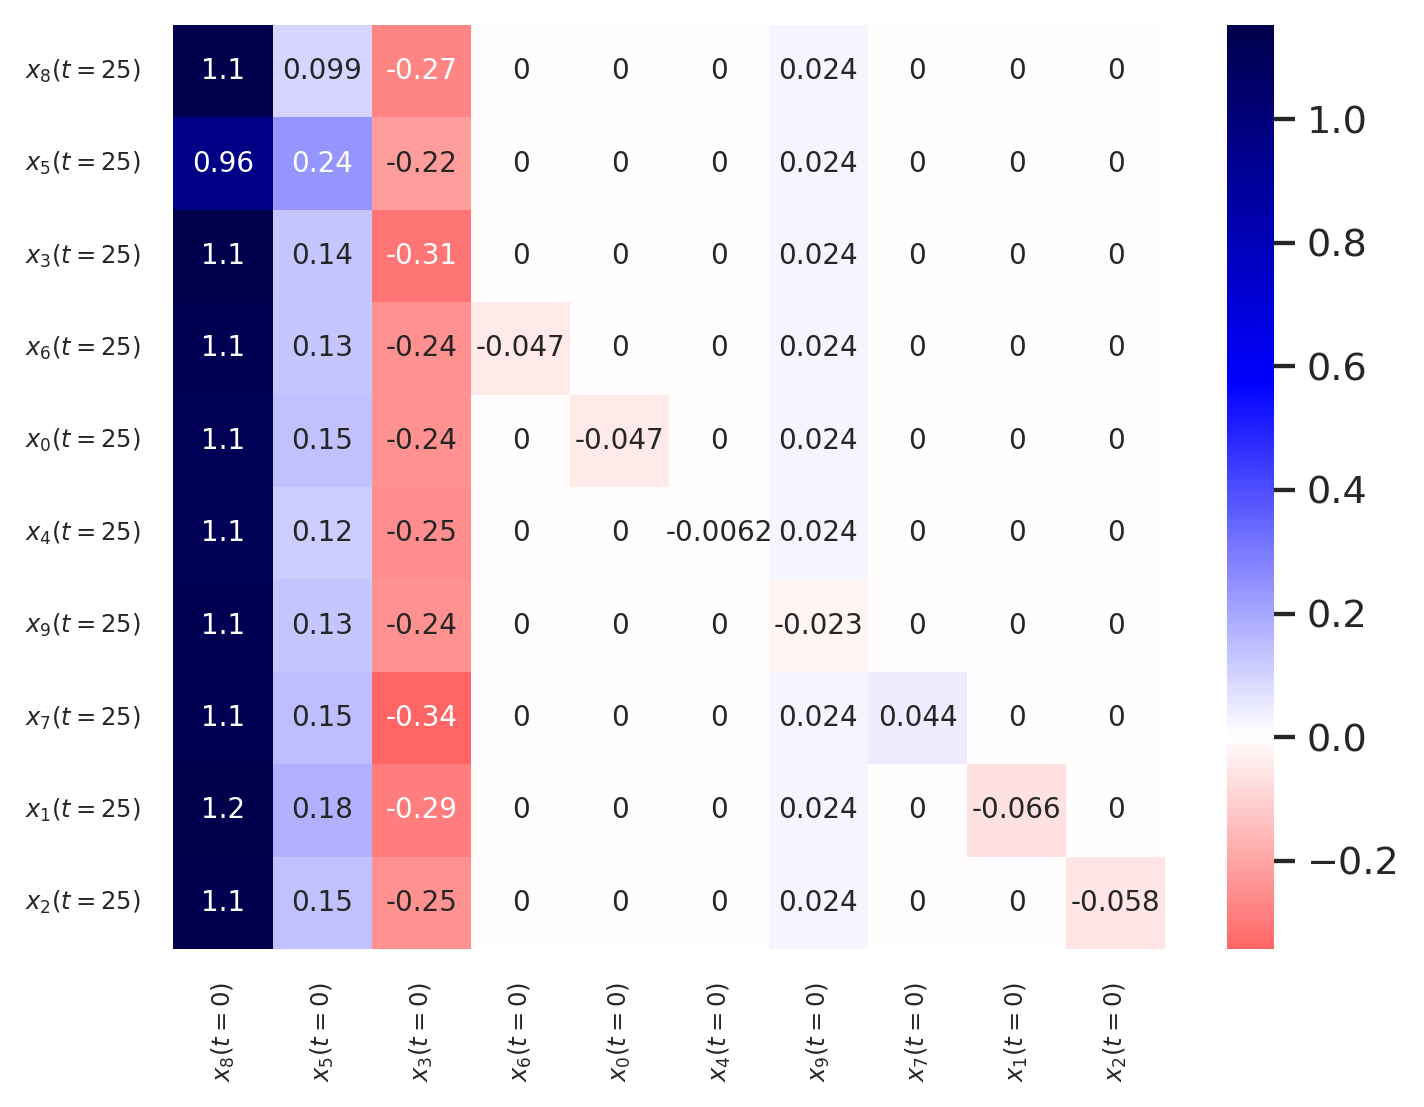 x₈(t = 25) 1.1 0.099 -0.27 0 0 0 0.024 0 0 0
x₅(t = 25) 0.96 0.24 -0.22 0 0 0 0.024 0 0 0
x₃(t = 25) 1.1 0.14 -0.31 0 0 0 0.024 0 0 0
x₆(t = 25) 1.1 0.13 -0.24 -0.047 0 0 0.024 0 0 0
x₀(t = 25) 1.1 0.15 -0.24 0 -0.047 0 0.024 0 0 0
x₄(t = 25) 1.1 0.12 -0.25 0 0 -0.0062 0.024 0 0 0
x₉(t = 25) 1.1 0.13 -0.24 0 0 0 -0.023 0 0 0
x₇(t = 25) 1.1 0.15 -0.34 0 0 0 0.024 0.044 0 0
x₁(t = 25) 1.2 0.18 -0.29 0 0 0 0.024 0 -0.066 0
x₂(t = 25) 1.1 0.15 -0.25 0 0 0 0.024 0 0 -0.058
x₈(t = 0) x₅(t = 0) x₃(t = 0) x₆(t = 0) x₀(t = 0) x₄(t = 0) x₉(t = 0) x₇(t = 0) x₁(t = 0) x₂(t = 0)
1.0
0.8
0.6
0.4
0.2
0.0
−0.2